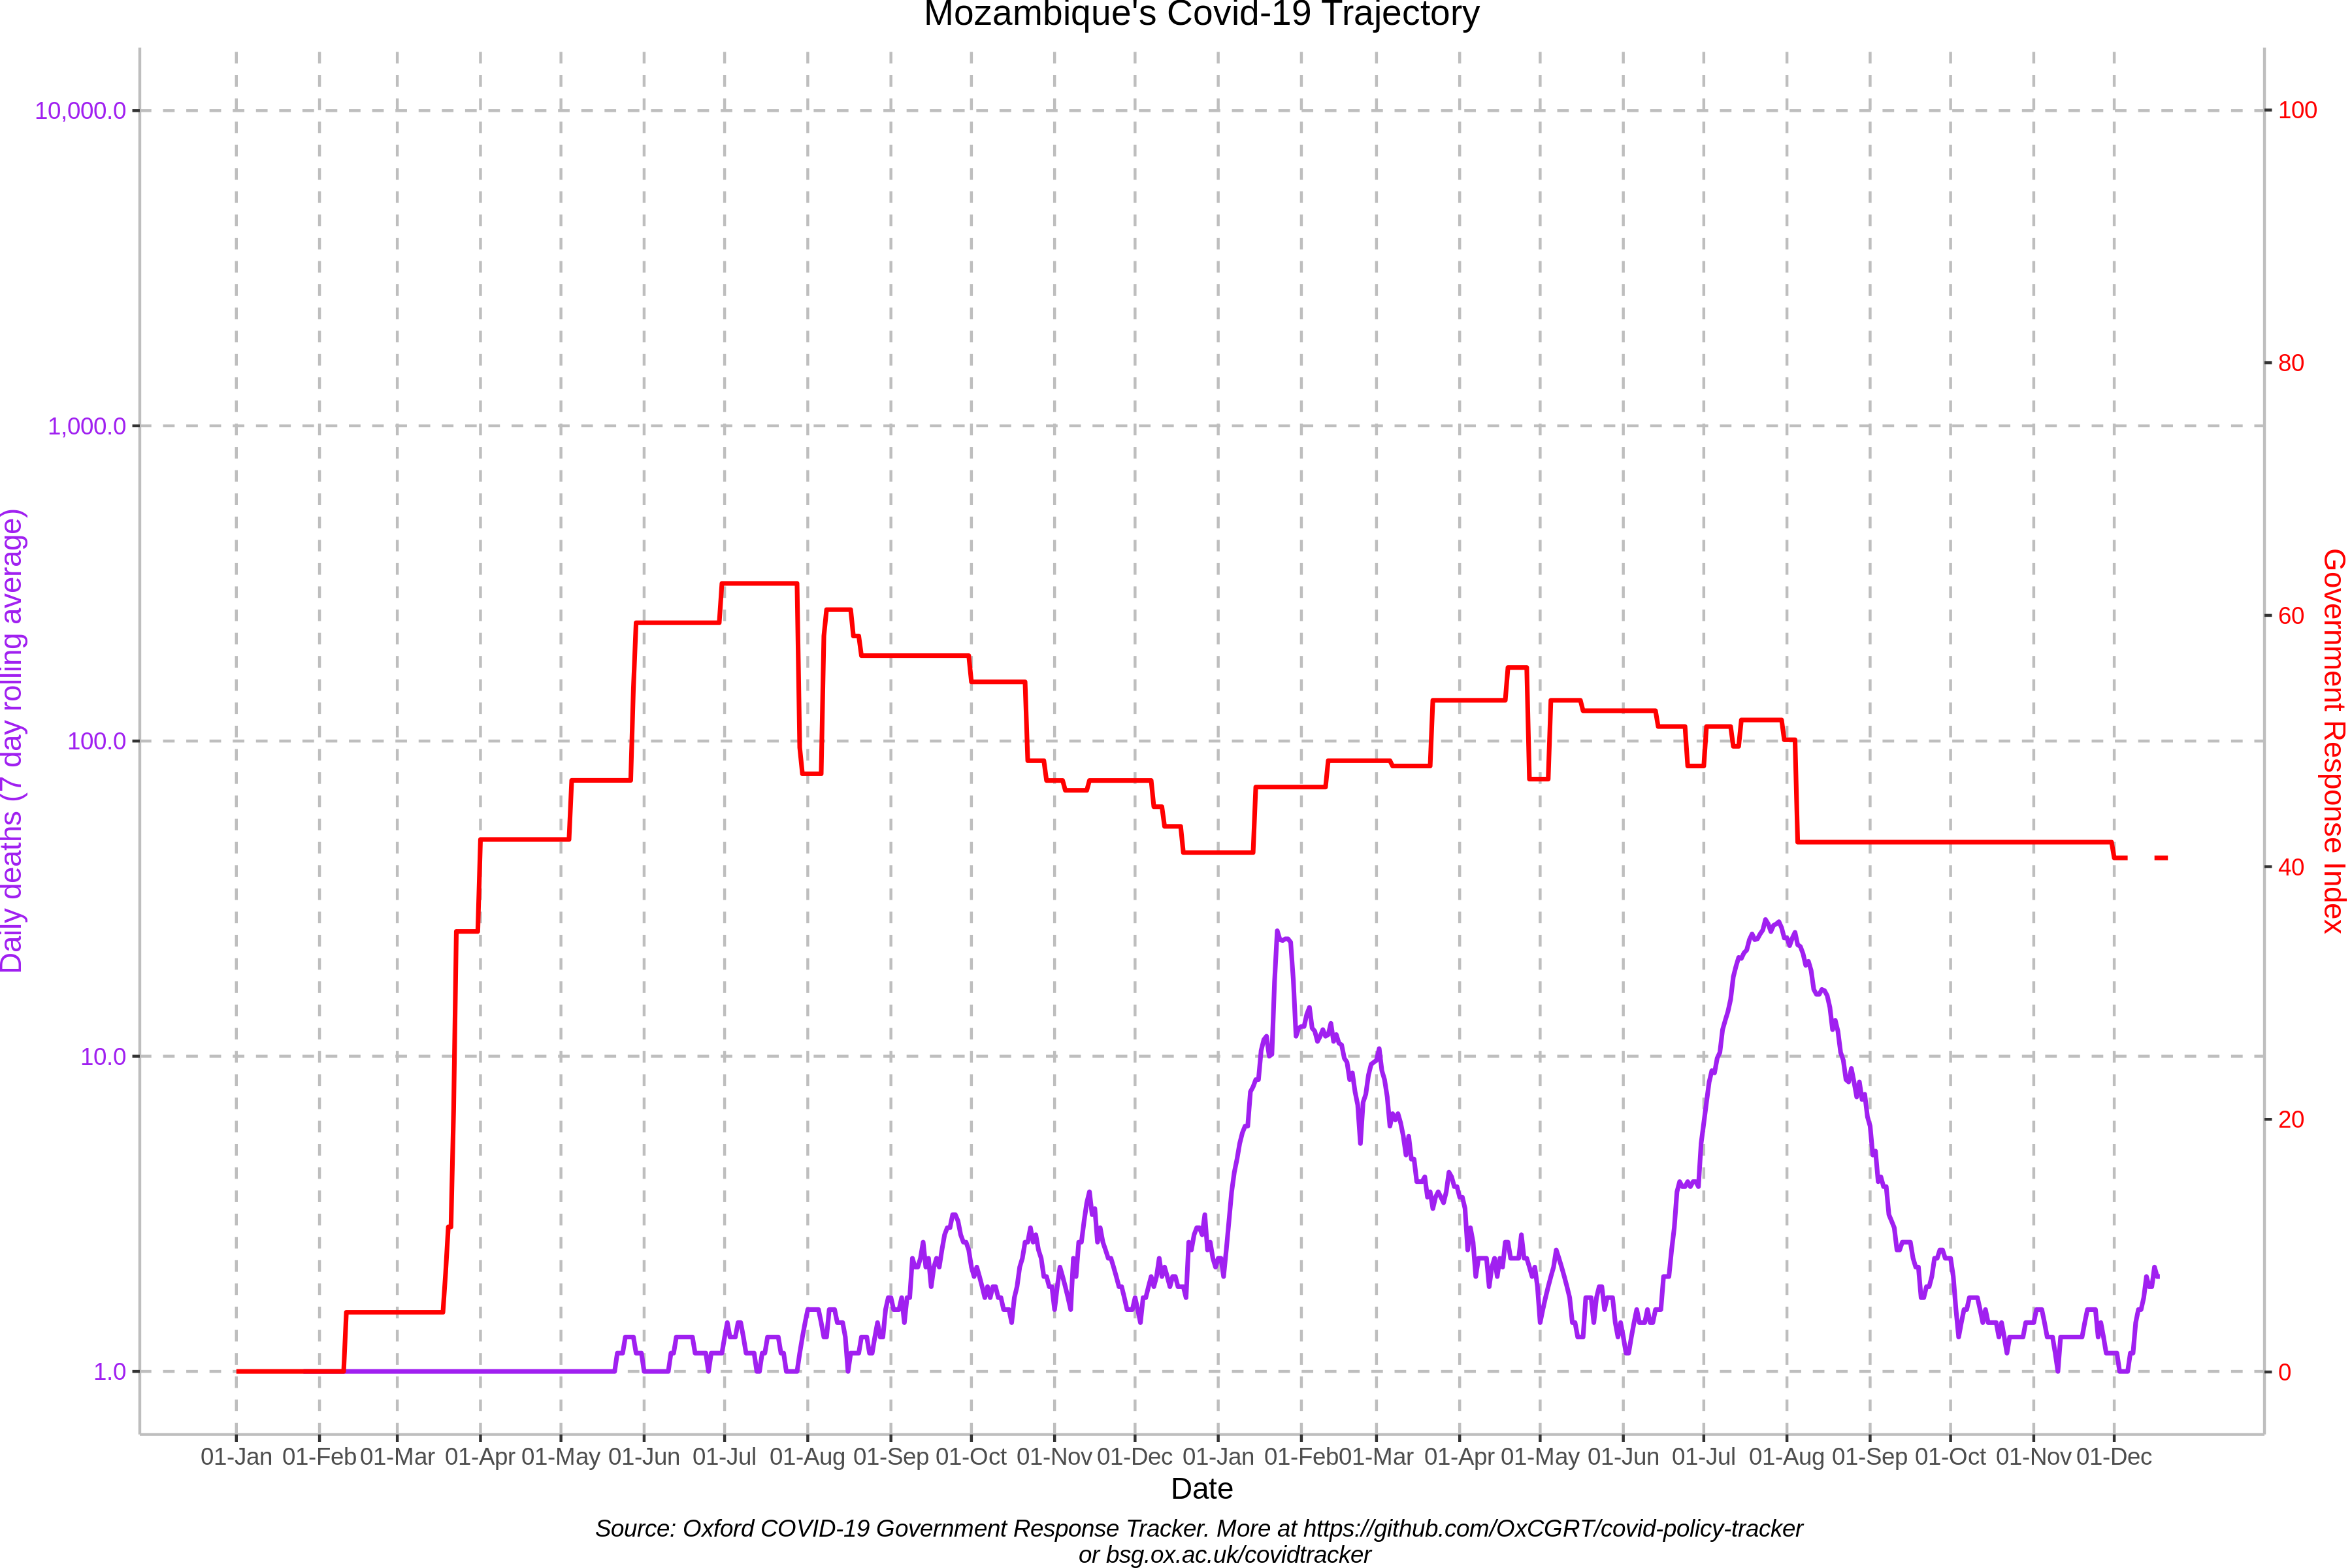 Mozambique's Covid-19 Trajectory
10,000.0
1,000.0
100.0
10.0
1.0
Daily deaths (7 day rolling average)
100
80
60
40
20
0
Government Response Index
01-Jan 01-Feb 01-Mar 01-Apr 01-May 01-Jun 01-Jul 01-Aug 01-Sep 01-Oct 01-Nov 01-Dec 01-Jan 01-Feb 01-Mar 01-Apr 01-May 01-Jun 01-Jul 01-Aug 01-Sep 01-Oct 01-Nov 01-Dec
Date
Source: Oxford COVID-19 Government Response Tracker. More at https://github.com/OxCGRT/covid-policy-tracker
or bsg.ox.ac.uk/covidtracker